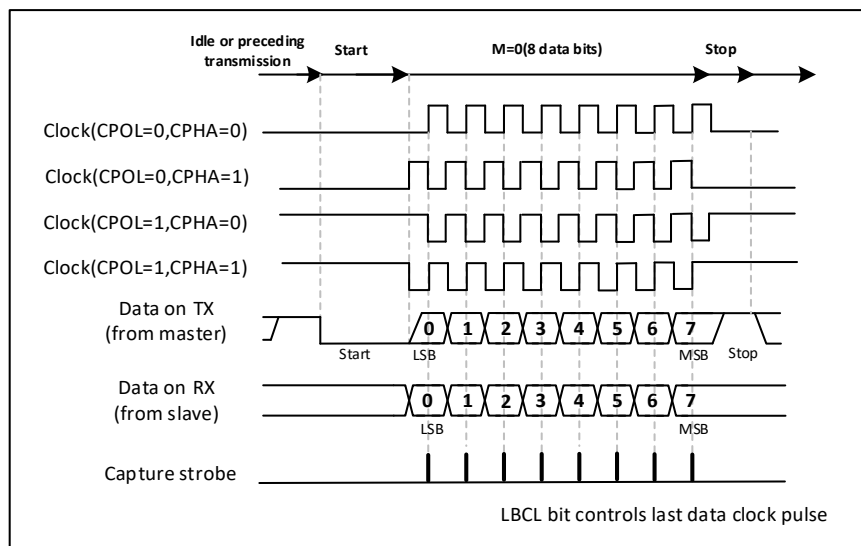 Idle or preceding
transmission
Start
M=0(8 data bits)
Stop
Clock(CPOL=0,CPHA=0)
Clock(CPOL=0,CPHA=1)
Clock(CPOL=1,CPHA=0)
Clock(CPOL=1,CPHA=1)
Data on TX
(from master)
0 1 2 3 4 5 6 7
Start
LSB
MSB
Stop
Data on RX
(from slave)
0 1 2 3 4 5 6 7
LSB
MSB
Capture strobe
LBCL bit controls last data clock pulse